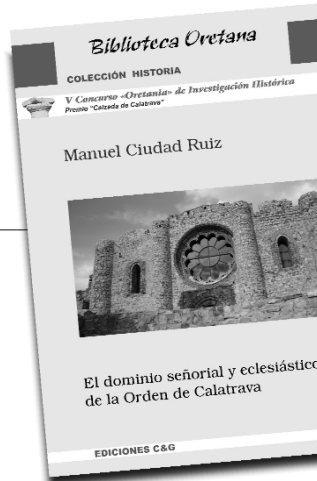 Biblioteca Oretana
COLECCIÓN HISTORIA
V Concurso «Oretania» de Investigación Histórica
Premio "Calzada de Calatrava"
Manuel Ciudad Ruiz
El dominio señorial y eclesiástico
de la Orden de Calatrava
EDICIONES C&G